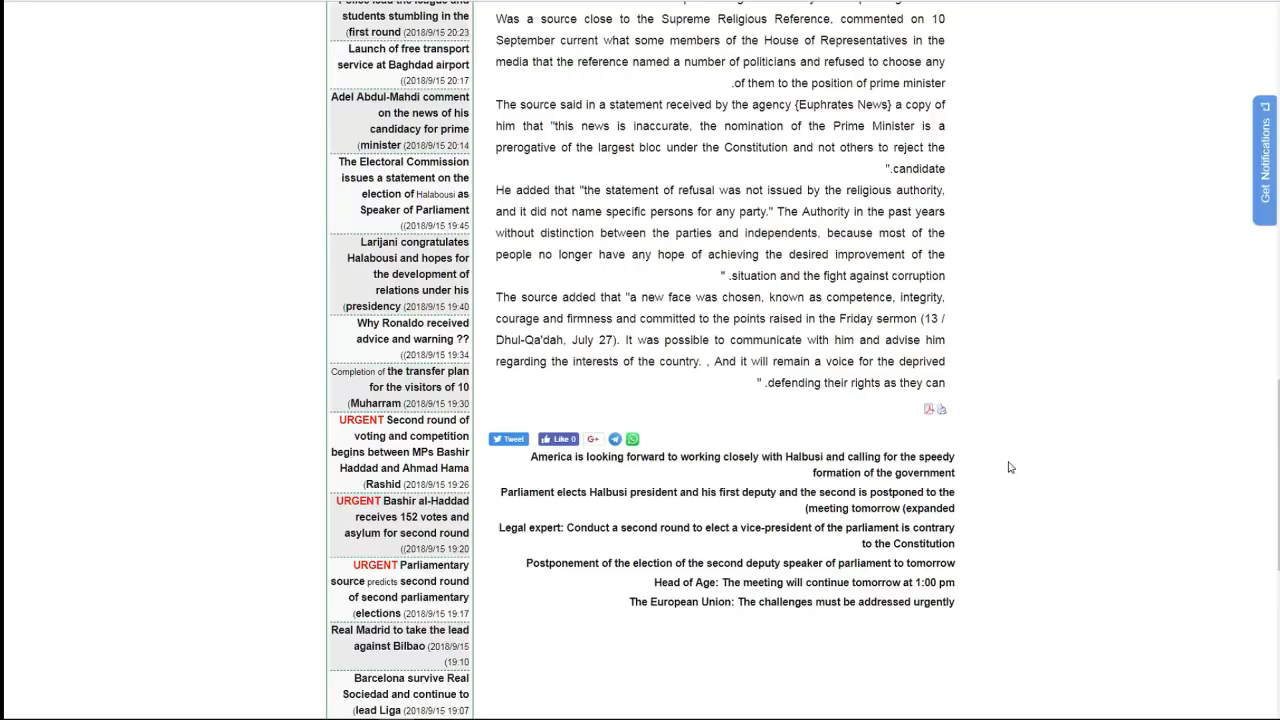 students stumbling in the
first round (2018/9/15 20:23)
Launch of free transport
service at Baghdad airport
((2018/9/15 20:17
Adel Abdul-Mahdi comment
on the news of his
candidacy for prime
(minister (2018/9/15 20:14
The Electoral Commission
issues a statement on the
election of Halabousi as
Speaker of Parliament
((2018/9/15 19:45
Larijani congratulates
Halabousi and hopes for
the development of
relations under his
(presidency (2018/9/15 19:40
Why Ronaldo received
advice and warning ??
((2018/9/15 19:34
Completion of the transfer plan
for the visitors of 10
(Muharram (2018/9/15 19:30
URGENT Second round of
voting and competition
begins between MPs Bashir
Haddad and Ahmad Hama
(Rashid (2018/9/15 19:26
URGENT Bashir al-Haddad
receives 152 votes and
asylum for second round
((2018/9/15 19:20
URGENT Parliamentary
source predicts second round
of second parliamentary
(elections (2018/9/15 19:17
Real Madrid to take the lead
against Bilbao (2018/9/15
(19:10
Barcelona survive Real
Sociedad and continue to
(lead Liga (2018/9/15 19:07
Was a source close to the Supreme Religious Reference, commented on 10
September current what some members of the House of Representatives in the
media that the reference named a number of politicians and refused to choose any
.of them to the position of prime minister
The source said in a statement received by the agency {Euphrates News} a copy of
him that "this news is inaccurate, the nomination of the Prime Minister is a
prerogative of the largest bloc under the Constitution and not others to reject the
".candidate
He added that "the statement of refusal was not issued by the religious authority,
and it did not name specific persons for any party." The Authority in the past years
without distinction between the parties and independents, because most of the
people no longer have any hope of achieving the desired improvement of the
" .situation and the fight against corruption
The source added that "a new face was chosen, known as competence, integrity,
courage and firmness and committed to the points raised in the Friday sermon (13 /
Dhul-Qa'dah, July 27). It was possible to communicate with him and advise him
regarding the interests of the country. . And it will remain a voice for the deprived
" .defending their rights as they can
Tweet
Like 0
G+
America is looking forward to working closely with Halbusi and calling for the speedy
formation of the government
Parliament elects Halbusi president and his first deputy and the second is postponed to the
(meeting tomorrow (expanded
Legal expert: Conduct a second round to elect a vice-president of the parliament is contrary
to the Constitution
Postponement of the election of the second deputy speaker of parliament to tomorrow
Head of Age: The meeting will continue tomorrow at 1:00 pm
The European Union: The challenges must be addressed urgently
Get Notifications